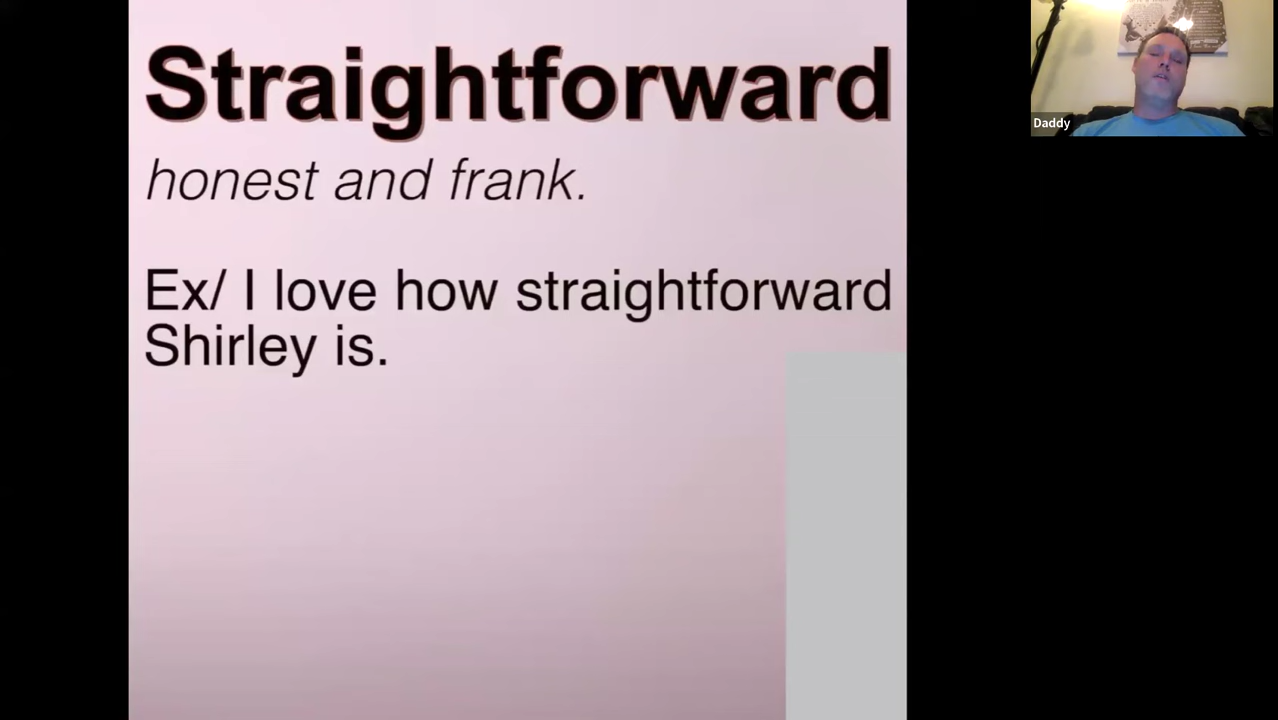 Straightforward
honest and frank.
Ex/ I love how straightforward
Shirley is.
Daddy